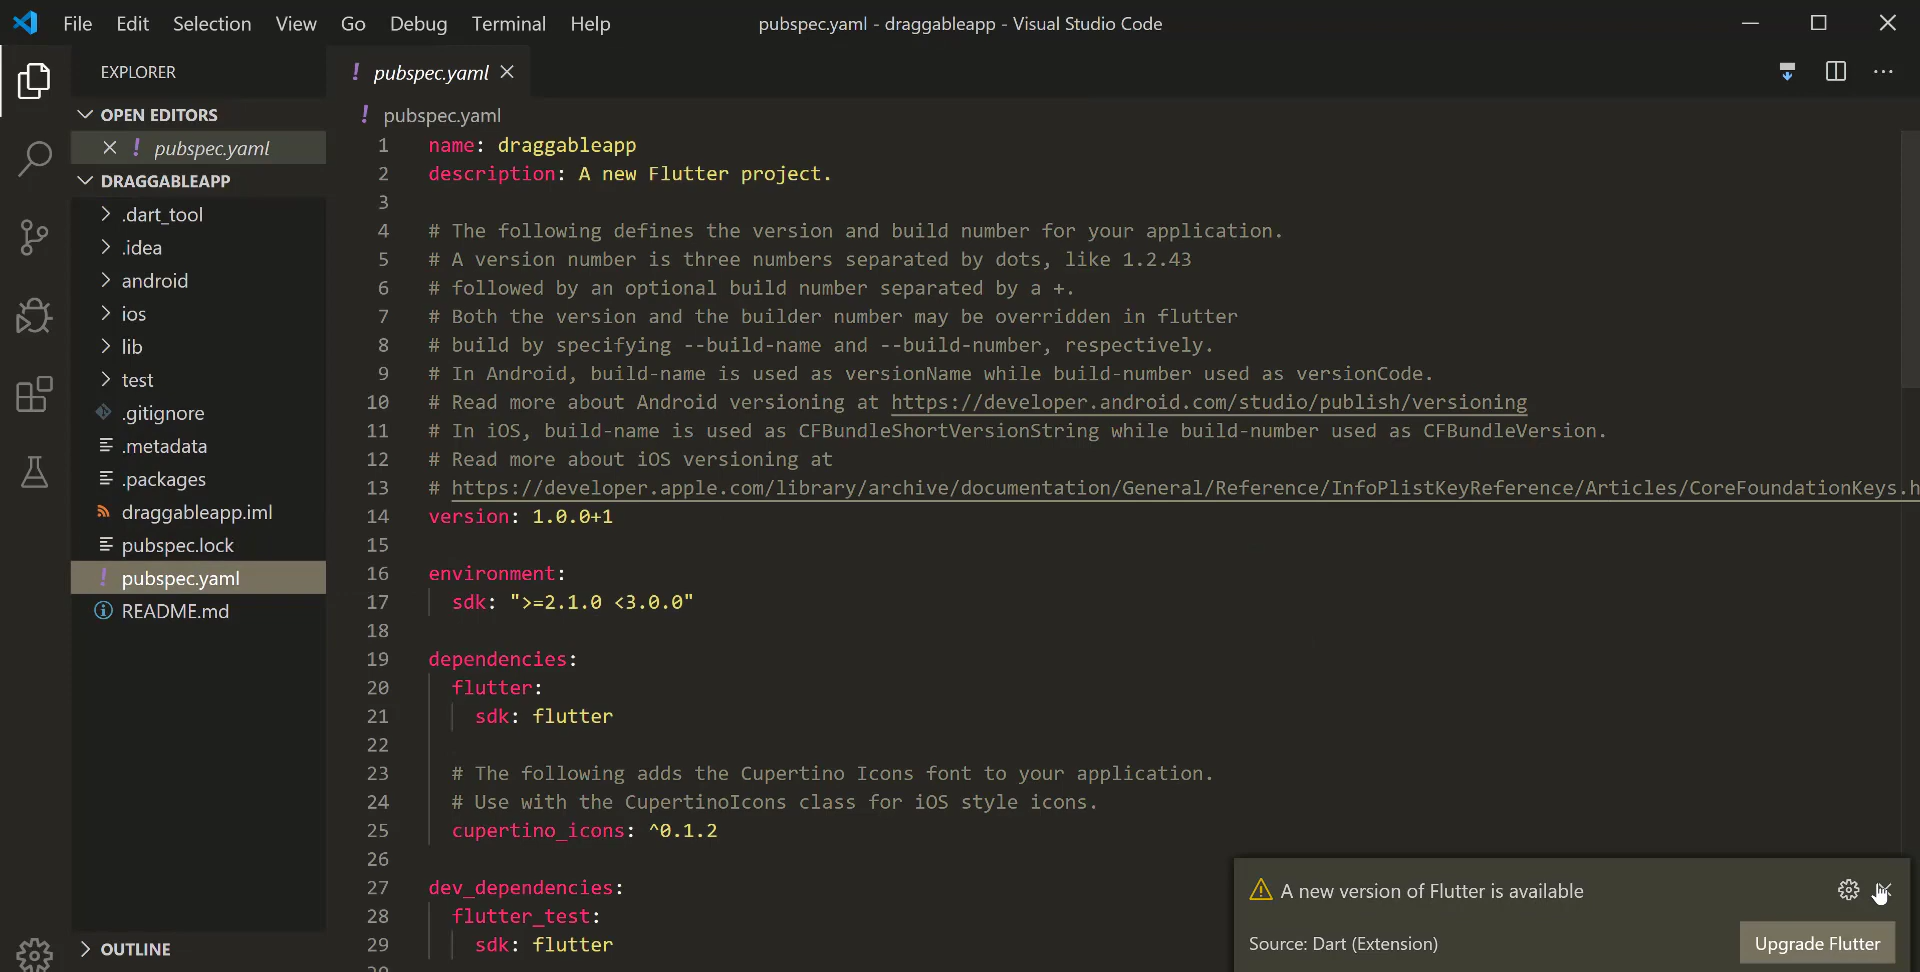 File Edit Selection View Go Debug Terminal Help
pubspec.yaml - draggableapp - Visual Studio Code
EXPLORER
OPEN EDITORS
pubspec.yaml
DRAGGABLEAPP
.dart_tool
.idea
android
ios
lib
test
.gitignore
.metadata
.packages
draggableapp.iml
pubspec.lock
pubspec.yaml
README.md
OUTLINE
pubspec.yaml
pubspec.yaml
1 name: draggableapp
2 description: A new Flutter project.
3
4 # The following defines the version and build number for your application.
5 # A version number is three numbers separated by dots, like 1.2.43
6 # followed by an optional build number separated by a +.
7 # Both the version and the builder number may be overridden in flutter
8 # build by specifying --build-name and --build-number, respectively.
9 # In Android, build-name is used as versionName while build-number used as versionCode.
10 # Read more about Android versioning at https://developer.android.com/studio/publish/versioning
11 # In iOS, build-name is used as CFBundleShortVersionString while build-number used as CFBundleVersion.
12 # Read more about iOS versioning at
13 # https://developer.apple.com/library/archive/documentation/General/Reference/InfoPlistKeyReference/Articles/CoreFoundationKeys.h
14 version: 1.0.0+1
15
16 environment:
17 sdk: ">=2.1.0 <3.0.0"
18
19 dependencies:
20 flutter:
21 sdk: flutter
22
23 # The following adds the Cupertino Icons font to your application.
24 # Use with the CupertinoIcons class for iOS style icons.
25 cupertino_icons: ^0.1.2
26
27 dev_dependencies:
28 flutter_test:
29 sdk: flutter
A new version of Flutter is available
Source: Dart (Extension)
Upgrade Flutter